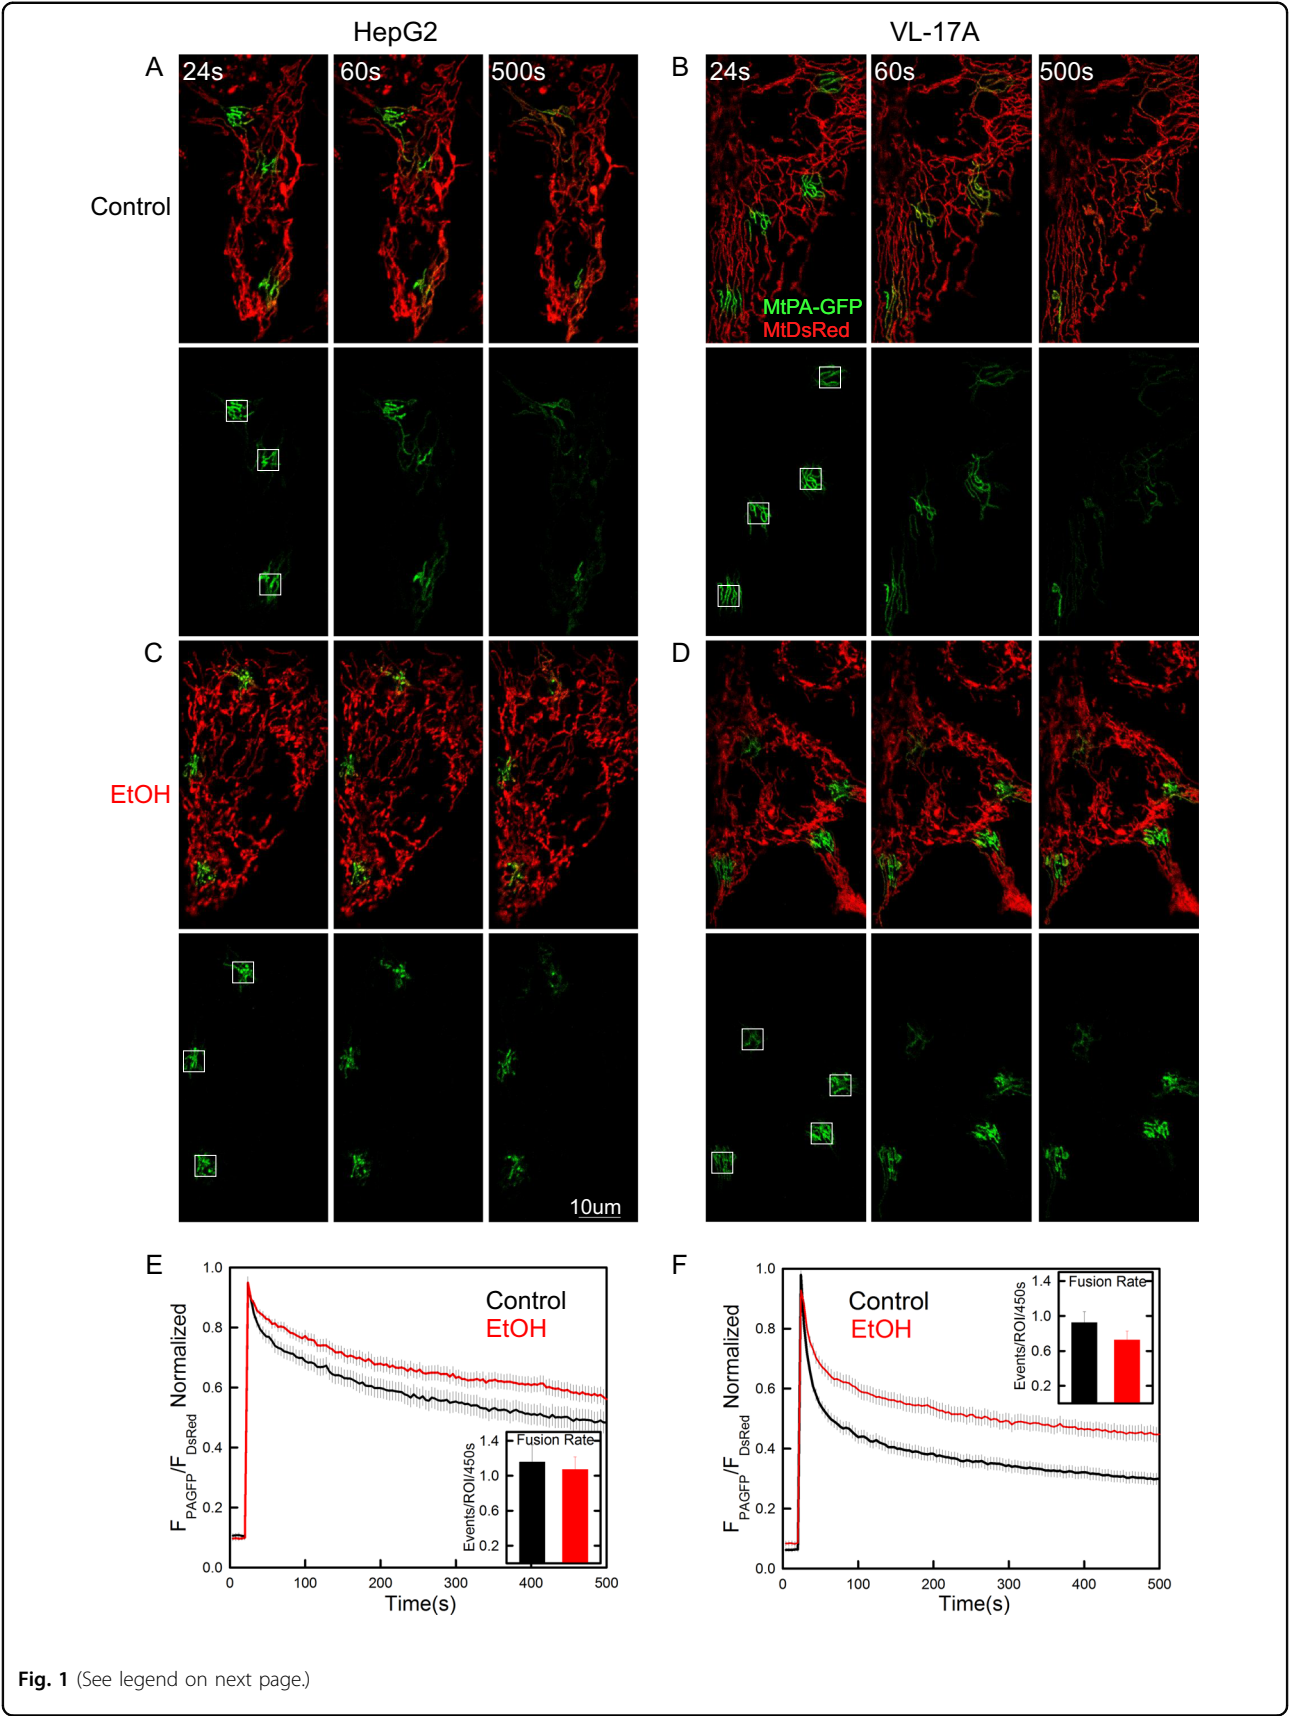 HepG2
VL-17A
A
24s
60s
500s
B
24s
60s
500s
Control
MtPA-GFP
MtDsRed
C
D
EtOH
10um
E
1.0
0.8
0.6
0.4
0.2
0.0
F PAGFP/F DsRed Normalized
Control
EtOH
Fusion Rate
1.4
1.0
0.6
0.2
Events/ROI/450s
0 100 200 300 400 500
Time(s)
F
1.0
0.8
0.6
0.4
0.2
0.0
F PAGFP/F DsRed Normalized
Control
EtOH
Fusion Rate
1.4
1.0
0.6
0.2
Events/ROI/450s
0 100 200 300 400 500
Time(s)
Fig. 1 (See legend on next page.)